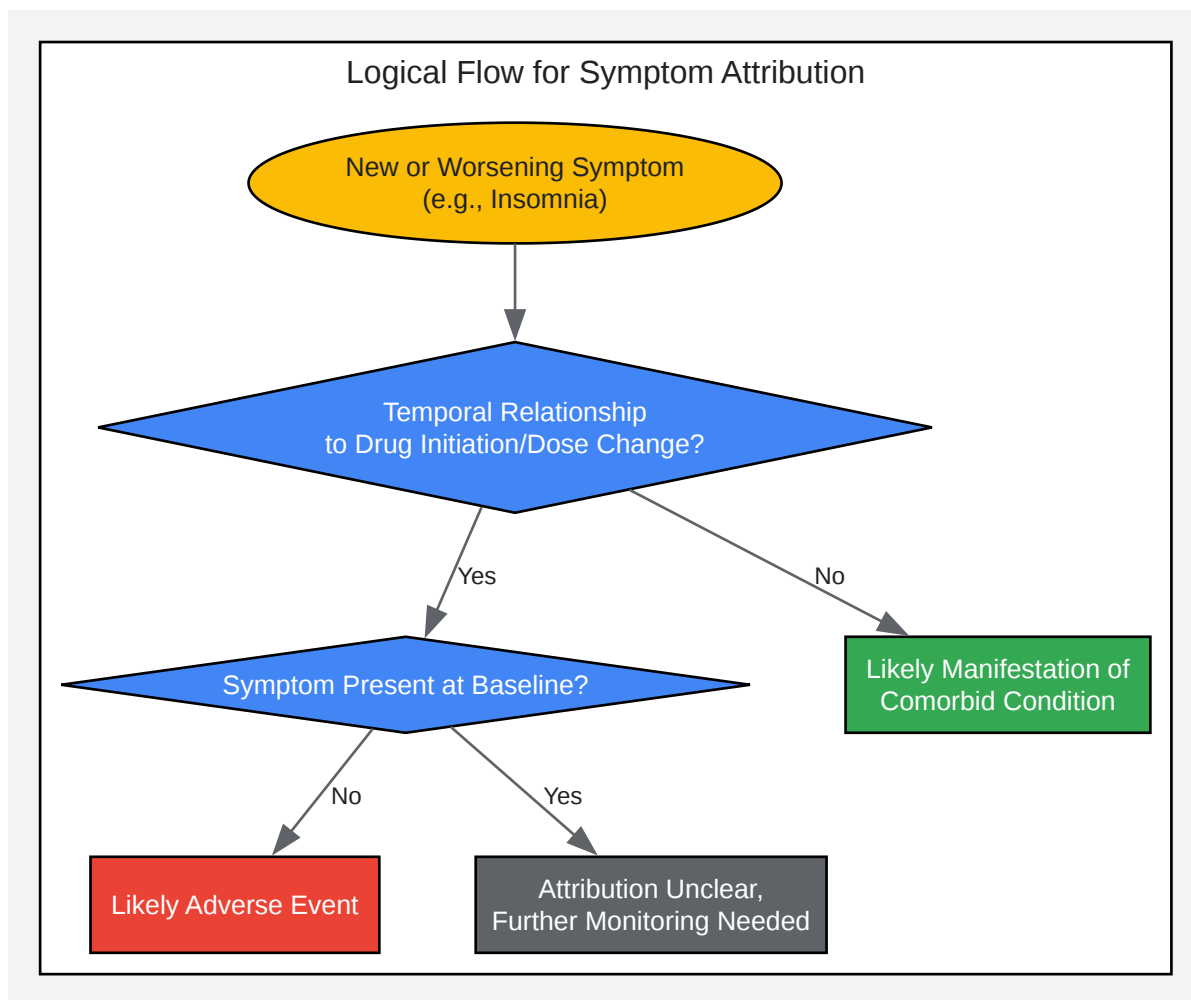 Logical Flow for Symptom Attribution
New or Worsening Symptom
(e.g., Insomnia)
Temporal Relationship
to Drug Initiation/Dose Change?
Yes
No
Symptom Present at Baseline?
Likely Manifestation of
Comorbid Condition
No
Yes
Likely Adverse Event
Attribution Unclear,
Further Monitoring Needed